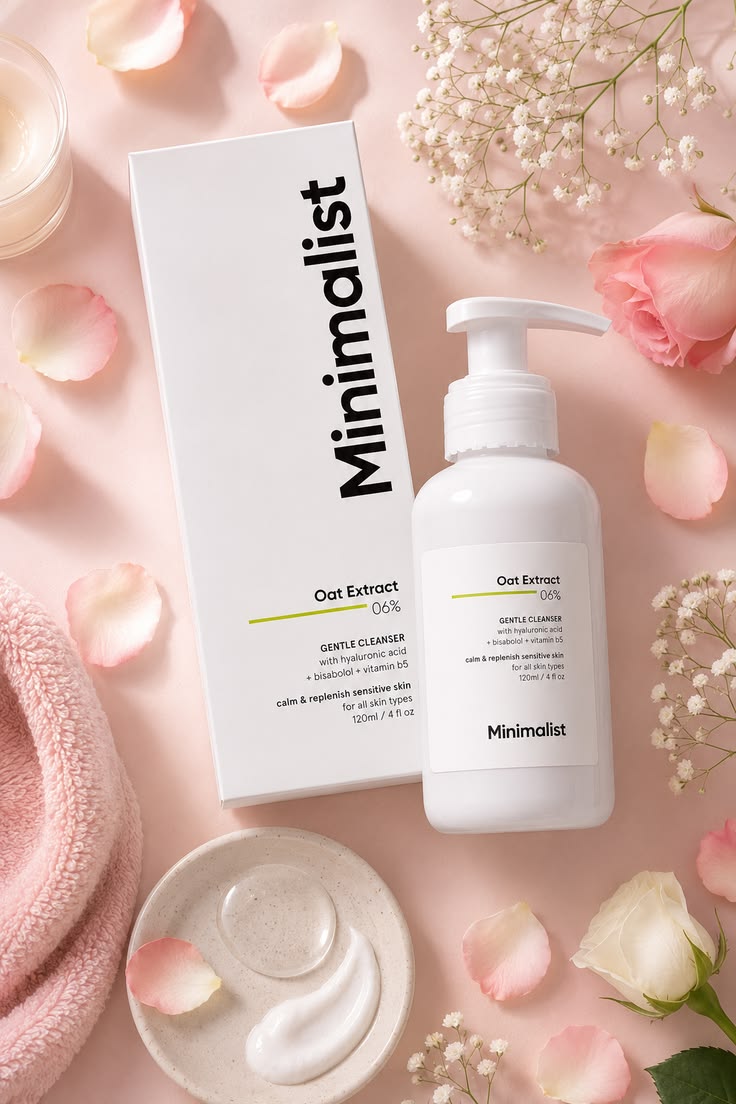 Minimalist
Oat Extract
06%
GENTLE CLEANSER
with hyaluronic acid
+ bisabolol + vitamin b5
calm & replenish sensitive skin
for all skin types
120ml / 4 fl oz
Oat Extract
06%
GENTLE CLEANSER
with hyaluronic acid
+ bisabolol + vitamin b5
calm & replenish sensitive skin
for all skin types
120ml / 4 fl oz
Minimalist